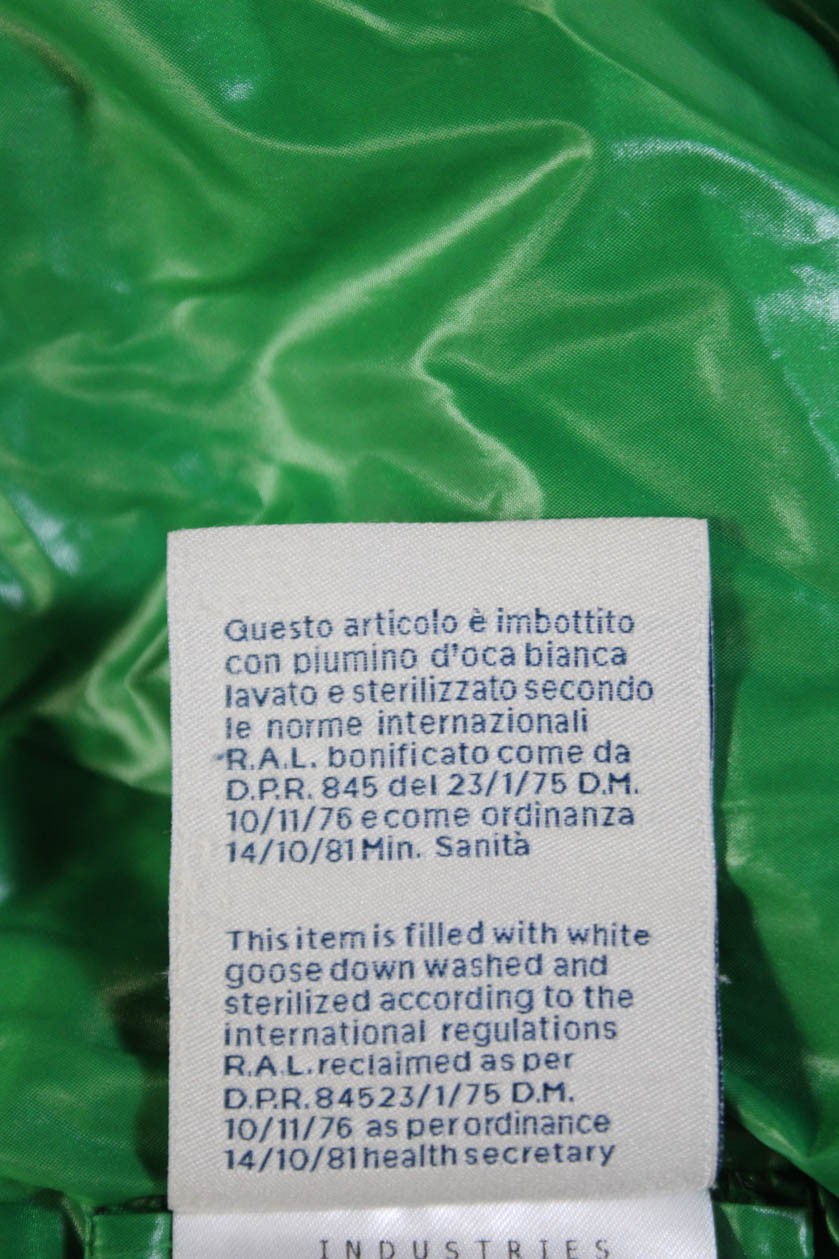 Questo articolo è imbottito
con piumino d'oca bianca
lavato e sterilizzato secondo
le norme internazionali
R.A.L. bonificato come da
D.P.R. 845 del 23/1/75 D.M.
10/11/76 e come ordinanza
14/10/81 Min. Sanità
This item is filled with white
goose down washed and
sterilized according to the
international regulations
R.A.L. reclaimed as per
D.P.R. 845 23/1/75 D.M.
10/11/76 as per ordinance
14/10/81 health secretary
INDUSTRIES